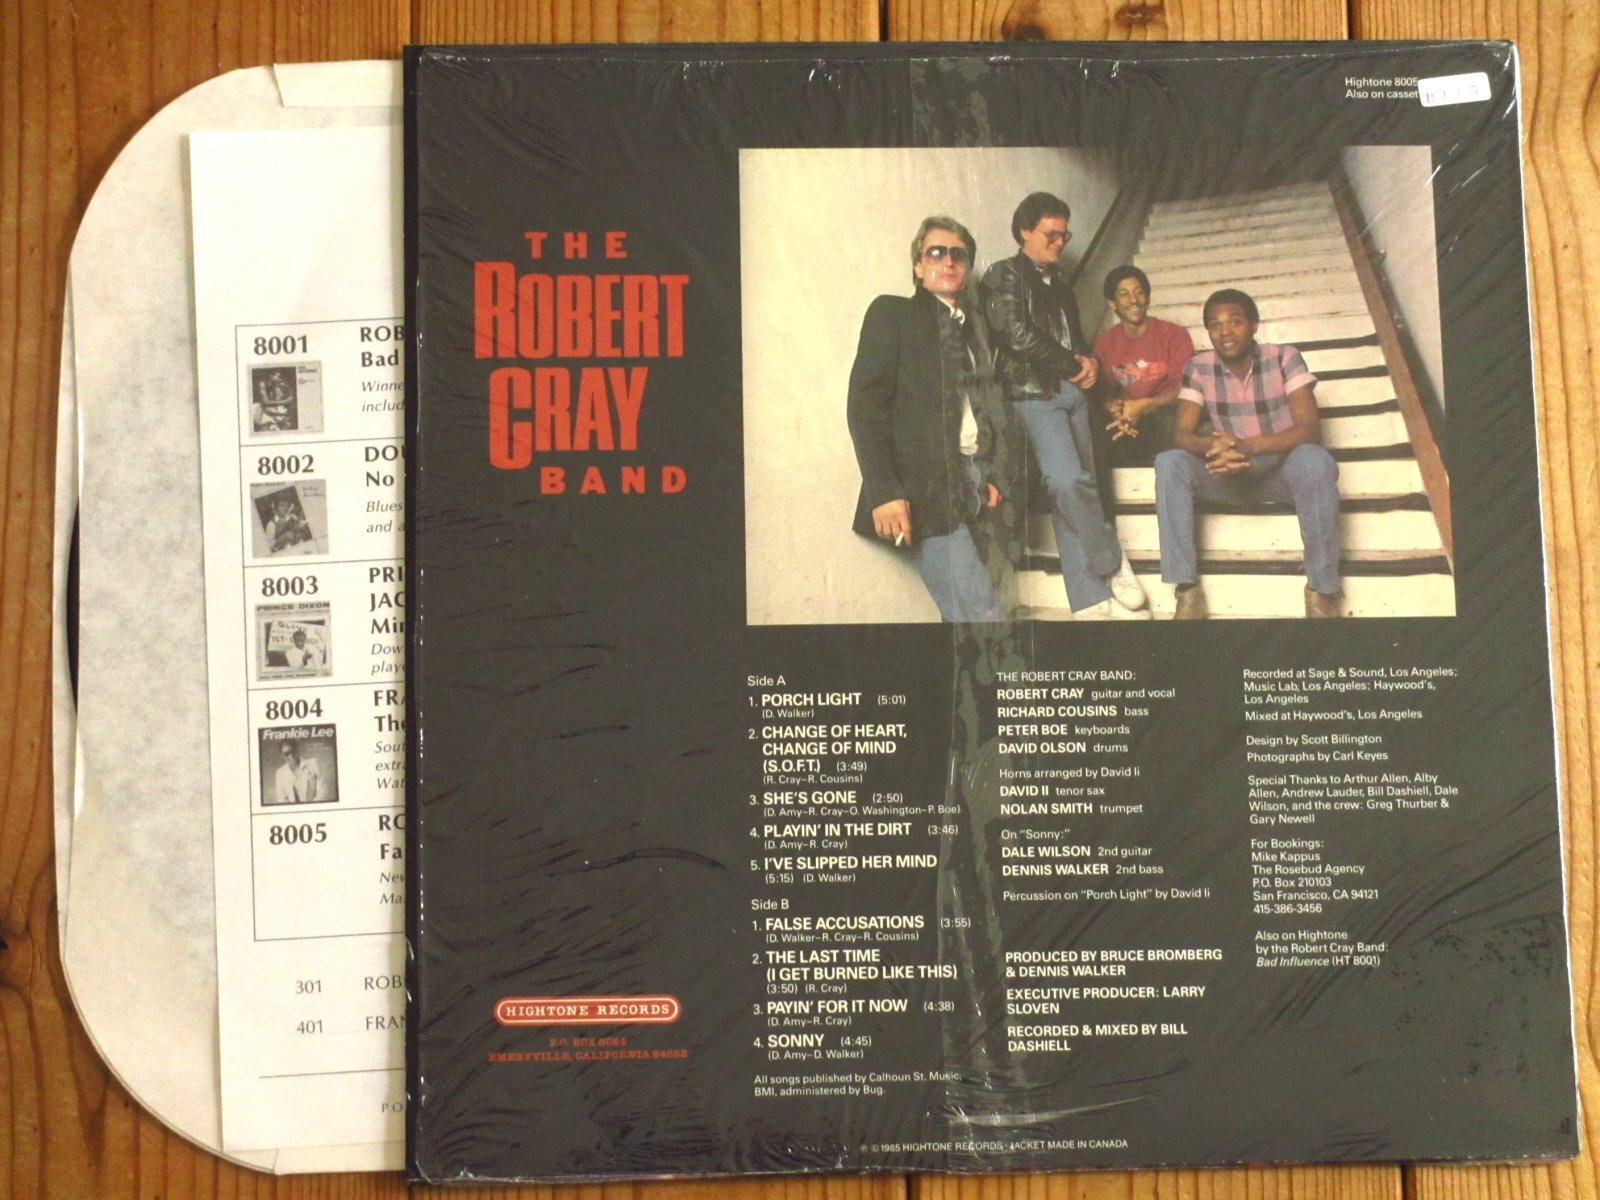 8001
ROB
Bad
Winne
includ
8002
DOU
No
Blues
and a
8003
PRI
JAC
Mir
Dow
playe
PRINCE DIXON
8004
FRA
The
Sout
extra
Wat
Frankie Lee
8005
RO
Fa
New
Ma
301 ROB
401 FRAN
P.O
Hightone 8005
Also on casset
THE
ROBERT
CRAY
BAND
HIGHTONE RECORDS
P.O. BOX 8064
EMERYVILLE, CALIFORNIA 94662
Side A
1. PORCH LIGHT (5:01)
(D. Walker)
2. CHANGE OF HEART,
CHANGE OF MIND
(S.O.F.T.) (3:49)
(R. Cray–R. Cousins)
3. SHE'S GONE (2:50)
(D. Amy–R. Cray–O. Washington–P. Boe)
4. PLAYIN' IN THE DIRT (3:46)
(D. Amy–R. Cray)
5. I'VE SLIPPED HER MIND
(5:15) (D. Walker)
Side B
1. FALSE ACCUSATIONS (3:55)
(D. Walker–R. Cray–R. Cousins)
2. THE LAST TIME
(I GET BURNED LIKE THIS)
(3:50) (R. Cray)
3. PAYIN' FOR IT NOW (4:38)
(D. Amy–R. Cray)
4. SONNY (4:45)
(D. Amy–D. Walker)
All songs published by Calhoun St. Music,
BMI, administered by Bug.
THE ROBERT CRAY BAND:
ROBERT CRAY guitar and vocal
RICHARD COUSINS bass
PETER BOE keyboards
DAVID OLSON drums
Horns arranged by David Ii
DAVID II tenor sax
NOLAN SMITH trumpet
On "Sonny:"
DALE WILSON 2nd guitar
DENNIS WALKER 2nd bass
Percussion on "Porch Light" by David Ii
PRODUCED BY BRUCE BROMBERG
& DENNIS WALKER
EXECUTIVE PRODUCER: LARRY
SLOVEN
RECORDED & MIXED BY BILL
DASHIELL
Recorded at Sage & Sound, Los Angeles;
Music Lab, Los Angeles; Haywood's,
Los Angeles
Mixed at Haywood's, Los Angeles
Design by Scott Billington
Photographs by Carl Keyes
Special Thanks to Arthur Allen, Alby
Allen, Andrew Lauder, Bill Dashiell, Dale
Wilson, and the crew: Greg Thurber &
Gary Newell
For Bookings:
Mike Kappus
The Rosebud Agency
P.O. Box 210103
San Francisco, CA 94121
415-386-3456
Also on Hightone
by the Robert Cray Band:
Bad Influence (HT 8001)
℗ © 1985 HIGHTONE RECORDS · JACKET MADE IN CANADA